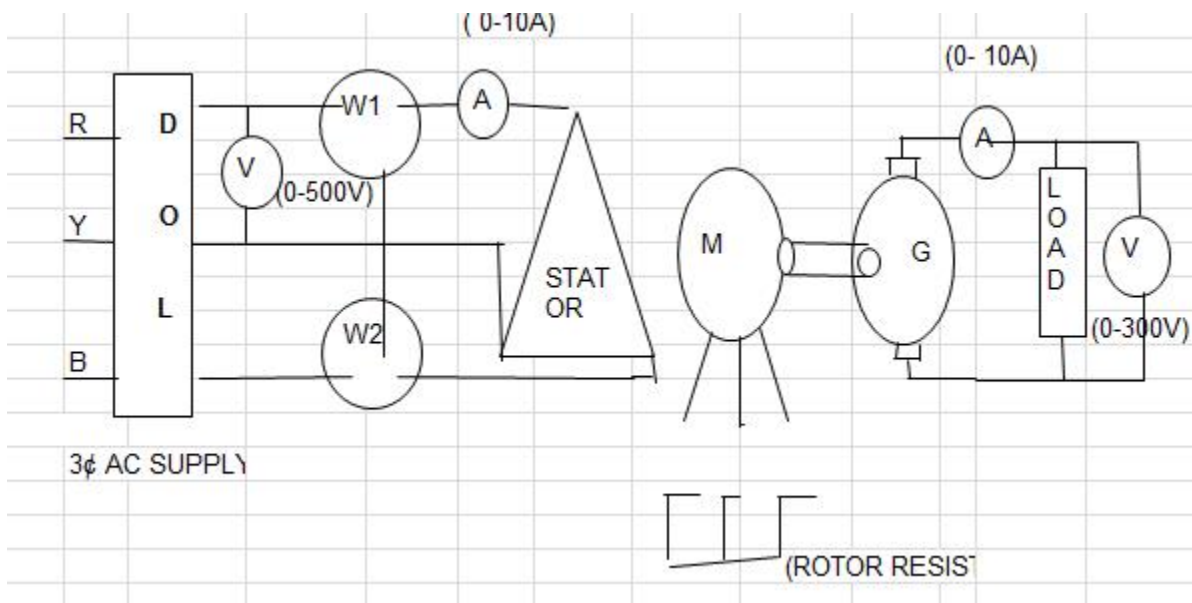 ( 0-10A)
(0- 10A)
R
D
W1
A
A
V
(0-500V)
L
O
A
D
Y
O
M
G
V
STAT
OR
L
W2
(0-300V)
B
3¢ AC SUPPLY
(ROTOR RESIST